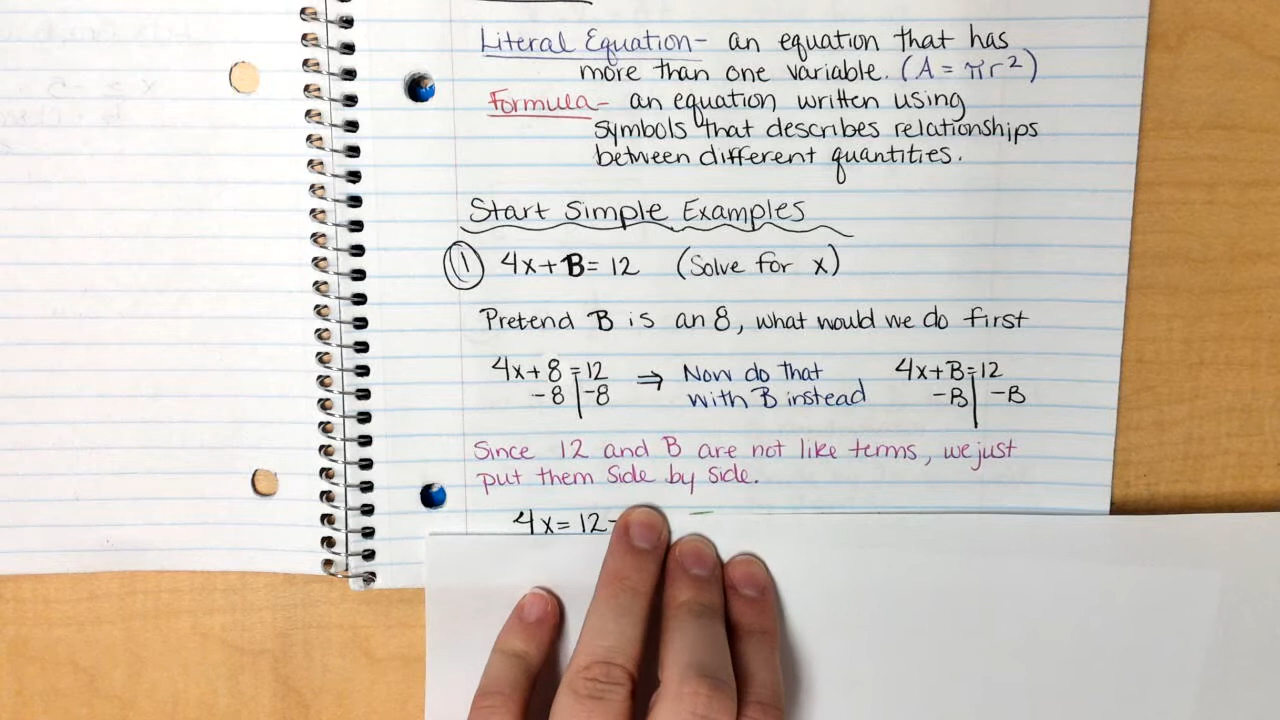 Literal Equation- an equation that has
more than one variable. (A = πr²)
Formula- an equation written using
symbols that describes relationships
between different quantities.
Start Simple Examples
① 4x+B=12 (Solve for x)
Pretend B is an 8, what would we do first
4x+8=12 ⇒ Now do that 4x+B=12
-8 | -8 with B instead -B | -B
Since 12 and B are not like terms, we just
put them side by side.
4x=12-